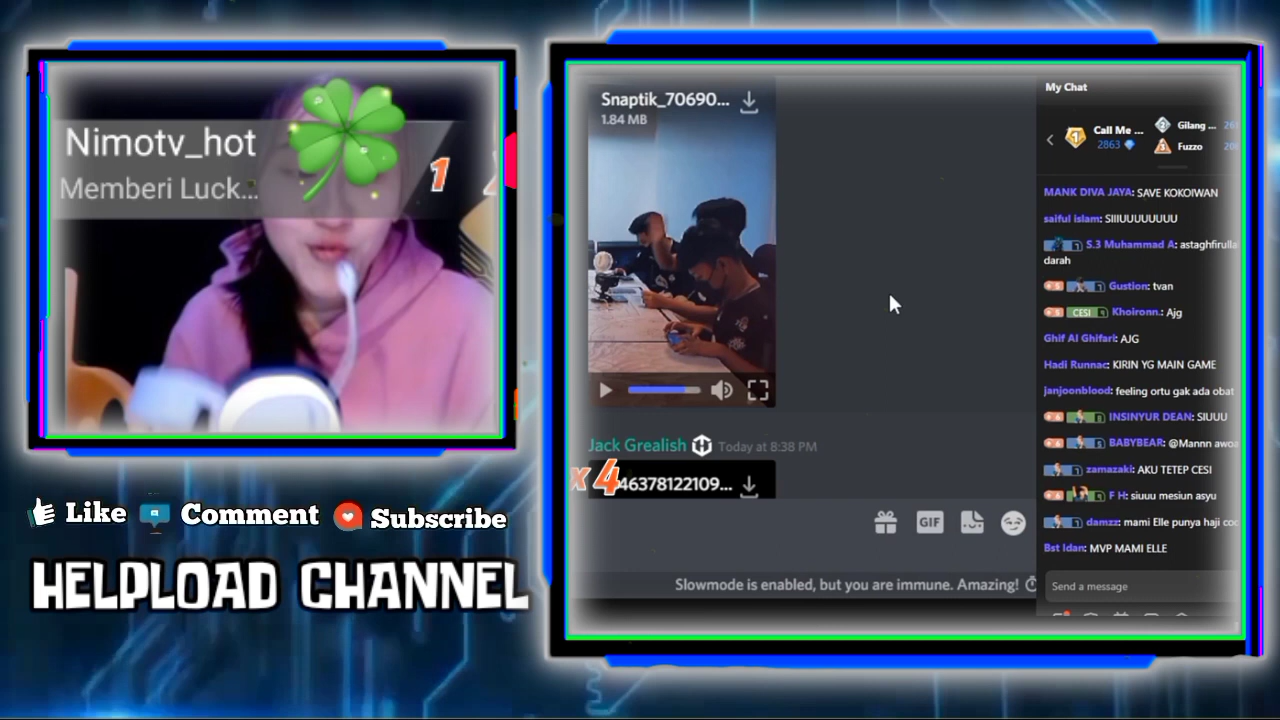 Nimotv_hot
Memberi Luck...
1
Like
Comment
Subscribe
HELPLOAD CHANNEL
Snaptik_70690...
1.84 MB
Jack Grealish
Today at 8:38 PM
x 4
46378122109...
GIF
Slowmode is enabled, but you are immune. Amazing!
My Chat
Call Me ...
2863
Gilang ...
Fuzzo
MANK DIVA JAYA: SAVE KOKOIWAN
saiful islam: SIIIUUUUUUUU
S.3 Muhammad A: astaghfirulla
darah
Gustion: tvan
CESI Khoironn.: Ajg
Ghif Al Ghifari: AJG
Hadi Runnac: KIRIN YG MAIN GAME
janjoonblood: feeling ortu gak ada obat
INSINYUR DEAN: SIUUU
BABYBEAR: @Mannn awoa
zamazaki: AKU TETEP CESI
F H: siuuu mesiun asyu
damzz: mami Elle punya haji coc
Bst Idan: MVP MAMI ELLE
Send a message